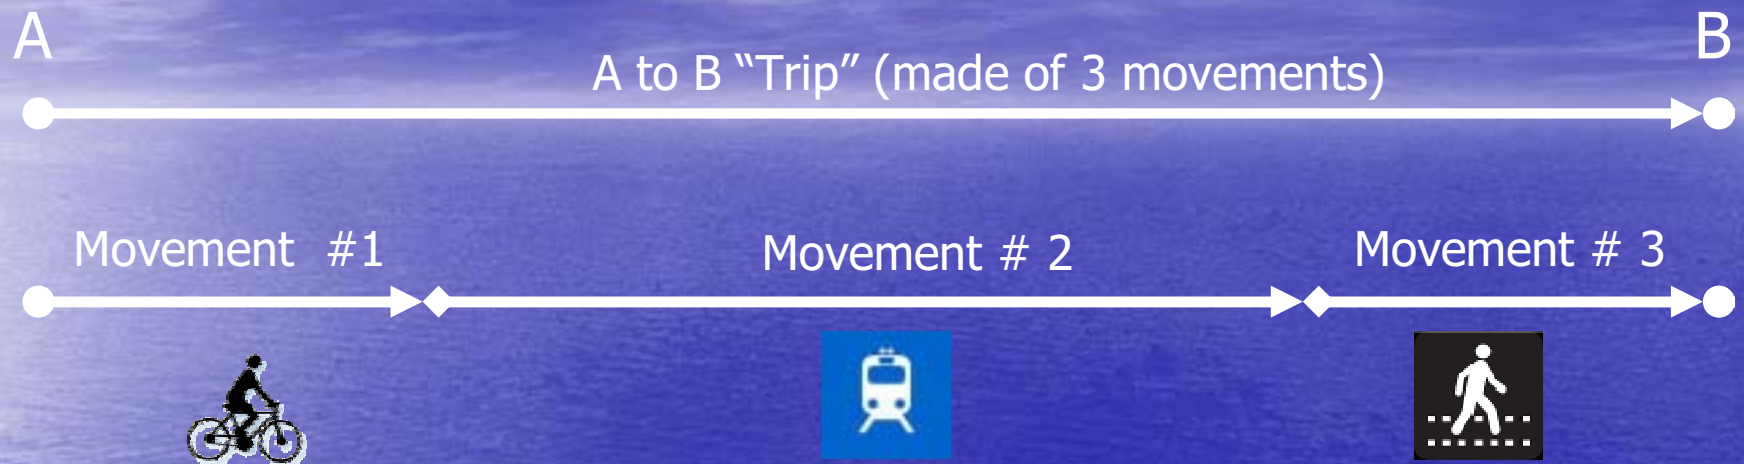 A
B
A to B “Trip” (made of 3 movements)
Movement  #1
Movement # 2
Movement # 3